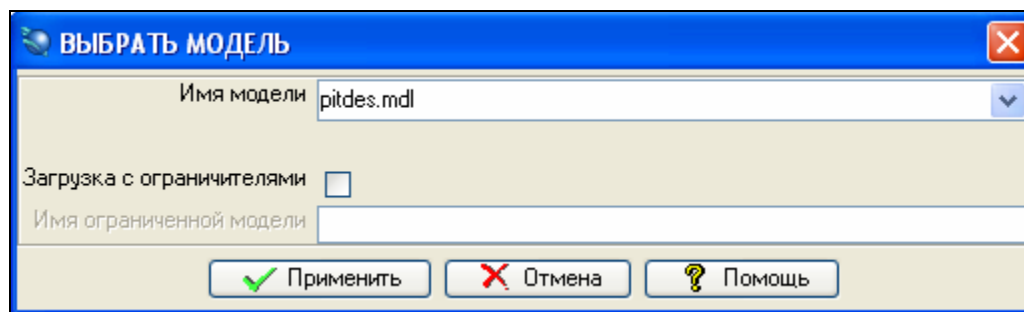 ВЫБРАТЬ МОДЕЛЬ
Имя модели pitdes.mdl
Загрузка с ограничителями
Имя ограниченной модели
Применить Отмена Помощь